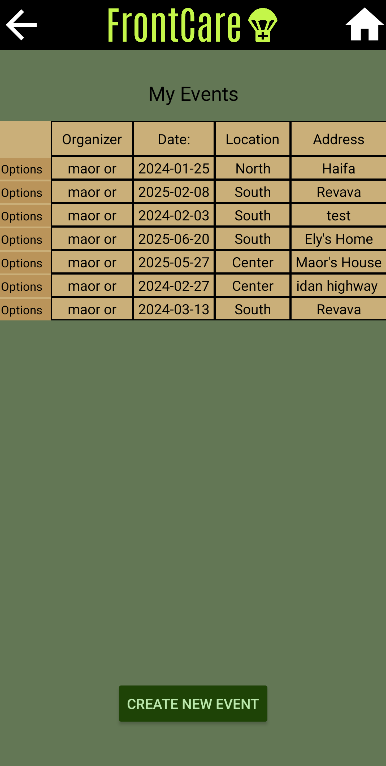 FrontCare
My Events
Organizer Date: Location Address
Options maor or 2024-01-25 North Haifa
Options maor or 2025-02-08 South Revava
Options maor or 2024-02-03 South test
Options maor or 2025-06-20 South Ely's Home
Options maor or 2025-05-27 Center Maor's House
Options maor or 2024-02-27 Center idan highway
Options maor or 2024-03-13 South Revava
CREATE NEW EVENT